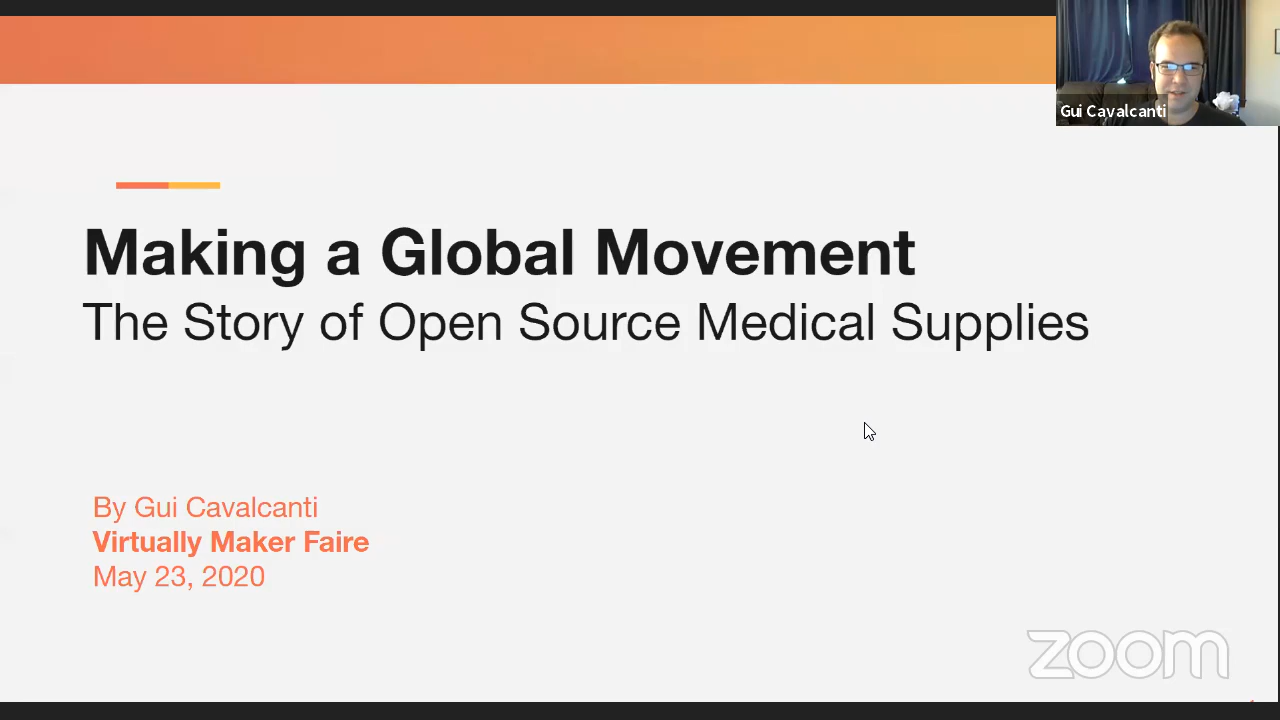 Gui Cavalcanti
Making a Global Movement
The Story of Open Source Medical Supplies
By Gui Cavalcanti
Virtually Maker Faire
May 23, 2020
zoom